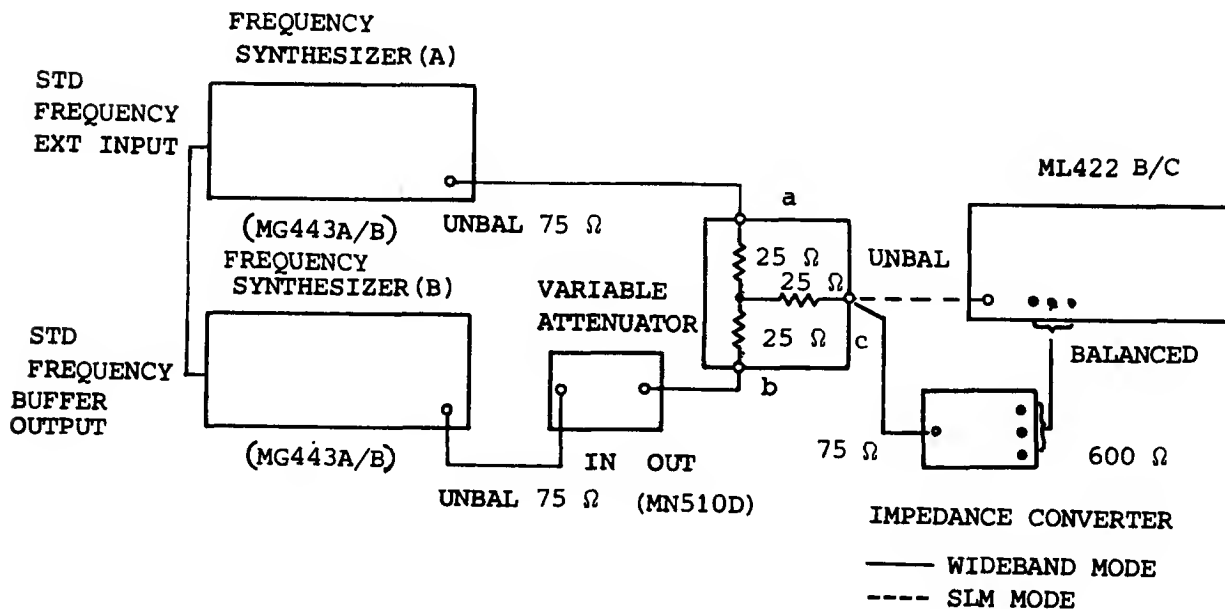 FREQUENCY
SYNTHESIZER(A)
STD
FREQUENCY
EXT INPUT
(MG443A/B)
UNBAL 75 Ω
FREQUENCY
SYNTHESIZER(B)
STD
FREQUENCY
BUFFER
OUTPUT
(MG443A/B)
UNBAL 75 Ω
VARIABLE
ATTENUATOR
IN OUT
(MN510D)
a
25 Ω
25 Ω
25 Ω
b
c
UNBAL
ML422 B/C
BALANCED
75 Ω
600 Ω
IMPEDANCE CONVERTER
WIDEBAND MODE
SLM MODE